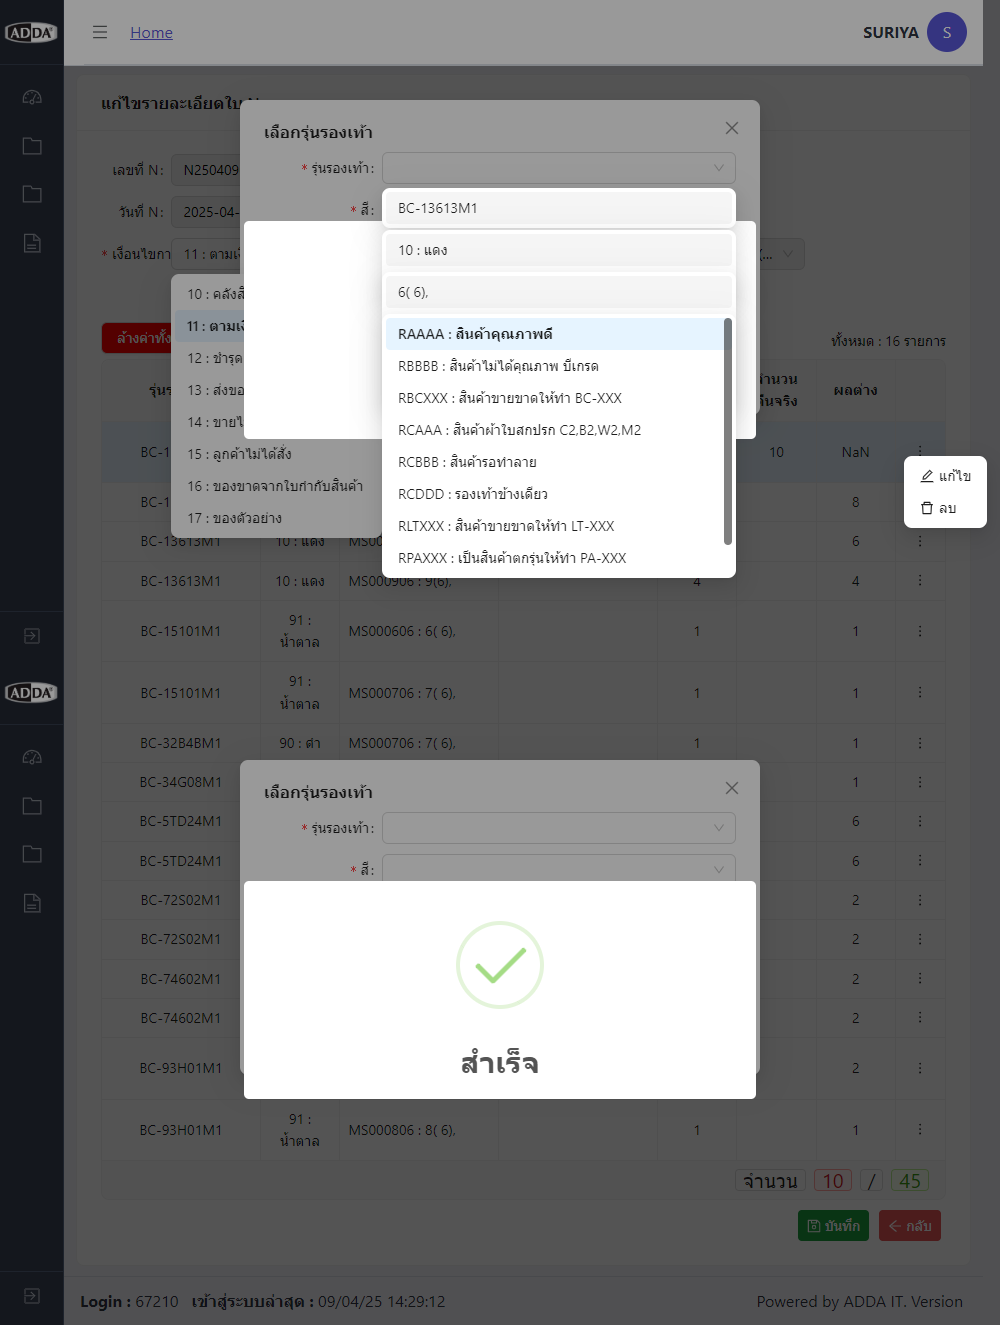 ADDA
Home
SURIYA
S
แก้ไขรายละเอียดใบ
เลือกรุ่นรองเท้า
* รุ่นรองเท้า:
เลขที่ N:
N250409
วันที่ N:
2025-04-
* สี:
BC-13613M1
* เงื่อนไขกา
11 : ตามเงื
10 : แดง
(...
10 : คลังสิ
6( 6),
11 : ตามเงื
RAAAA : สินค้าคุณภาพดี
ล้างค่าทั้ง
ทั้งหมด : 16 รายการ
12 : ชำรุด
RBBBB : สินค้าไม่ได้คุณภาพ บีเกรด
รุ่นร
13 : ส่งขอ
RBCXXX : สินค้าขายขาดให้ทำ BC-XXX
จำนวน
คืนจริง
ผลต่าง
14 : ขายไ
RCAAA : สินค้าผ้าใบสกปรก C2,B2,W2,M2
BC-1
15 : ลูกค้าไม่ได้สั่ง
RCBBB : สินค้ารอทำลาย
10
NaN
แก้ไข
16 : ของขาดจากใบกำกับสินค้า
RCDDD : รองเท้าข้างเดียว
BC-1
8
ลบ
17 : ของตัวอย่าง
RLTXXX : สินค้าขายขาดให้ทำ LT-XXX
BC-13613M1
10 : แดง
6
RPAXXX : เป็นสินค้าตกรุ่นให้ทำ PA-XXX
BC-13613M1
10 : แดง
MS000906 : 9(6),
4
4
BC-15101M1
91 :
น้ำตาล
MS000606 : 6( 6),
1
1
BC-15101M1
91 :
น้ำตาล
MS000706 : 7( 6),
1
1
ADDA
BC-32B4BM1
90 : ดำ
MS000706 : 7( 6),
1
1
BC-34G08M1
1
เลือกรุ่นรองเท้า
BC-5TD24M1
* รุ่นรองเท้า:
6
BC-5TD24M1
* สี:
6
BC-72S02M1
2
BC-72S02M1
2
BC-74602M1
2
BC-74602M1
2
BC-93H01M1
2
สำเร็จ
BC-93H01M1
91 :
น้ำตาล
MS000806 : 8( 6),
1
1
จำนวน
10
/
45
บันทึก
กลับ
Login : 67210 เข้าสู่ระบบล่าสุด : 09/04/25 14:29:12
Powered by ADDA IT. Version